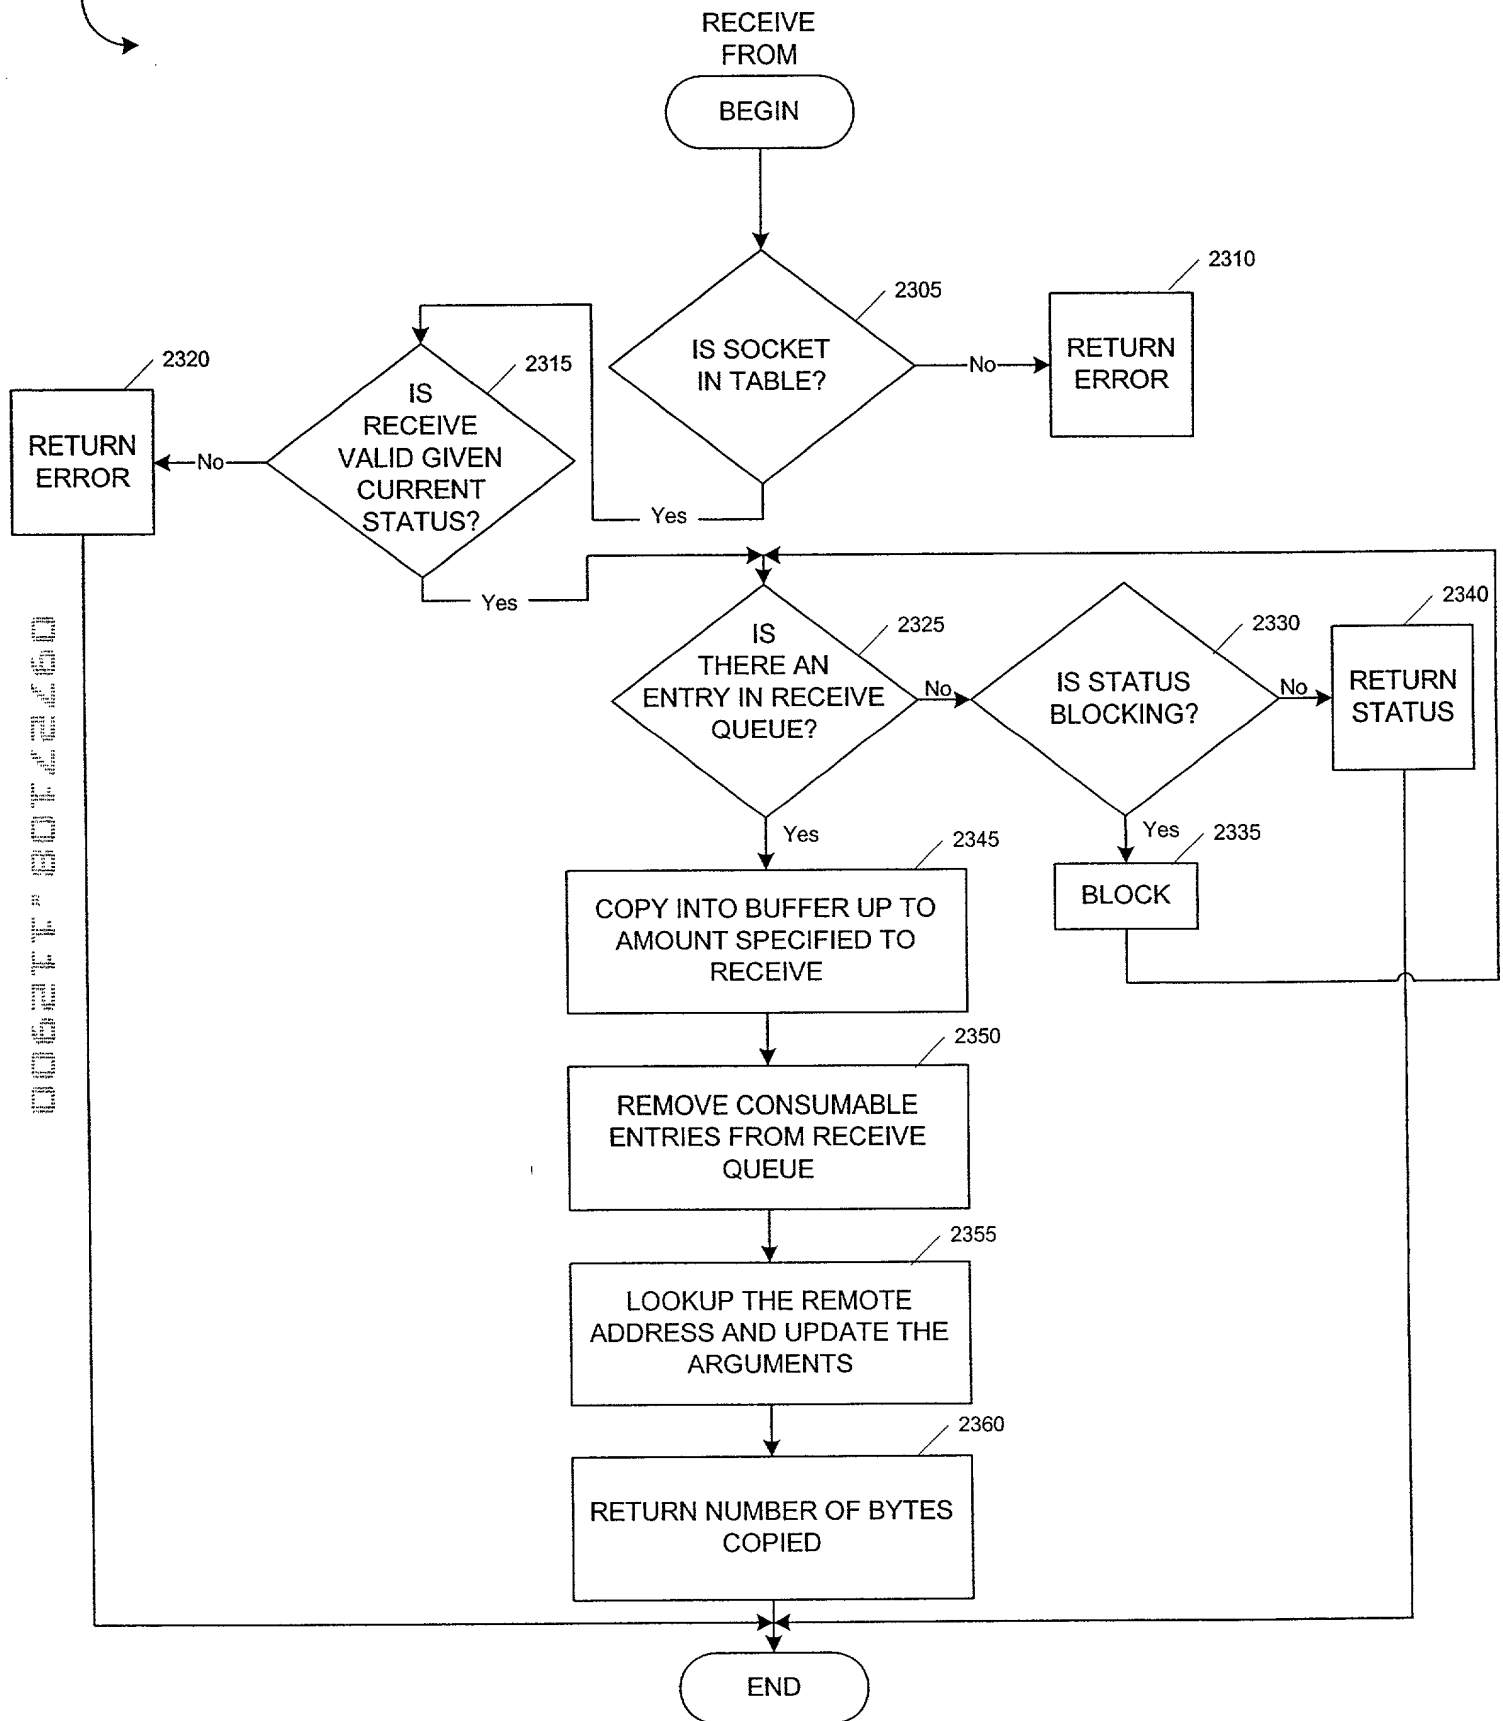 RECEIVE
FROM
BEGIN
2305
IS SOCKET
IN TABLE?
No
2310
RETURN
ERROR
Yes
2315
IS
RECEIVE
VALID GIVEN
CURRENT
STATUS?
No
2320
RETURN
ERROR
Yes
2325
IS
THERE AN
ENTRY IN RECEIVE
QUEUE?
No
2330
IS STATUS
BLOCKING?
No
2340
RETURN
STATUS
Yes
2335
BLOCK
Yes
2345
COPY INTO BUFFER UP TO
AMOUNT SPECIFIED TO
RECEIVE
2350
REMOVE CONSUMABLE
ENTRIES FROM RECEIVE
QUEUE
2355
LOOKUP THE REMOTE
ADDRESS AND UPDATE THE
ARGUMENTS
2360
RETURN NUMBER OF BYTES
COPIED
END
09727108.112900